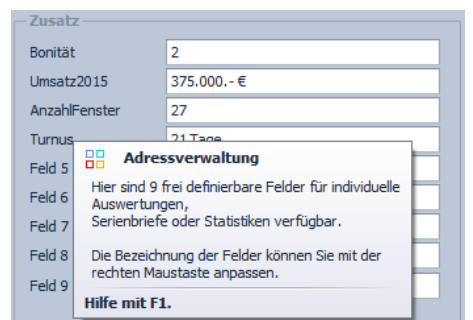 Zusatz
Bonität 2
Umsatz2015 375.000.- €
AnzahlFenster 27
Turnus 21 Tage
Adressverwaltung
Feld 5
Hier sind 9 frei definierbare Felder für individuelle
Feld 6
Auswertungen,
Serienbriefe oder Statistiken verfügbar.
Feld 7
Feld 8
Die Bezeichnung der Felder können Sie mit der
rechten Maustaste anpassen.
Feld 9
Hilfe mit F1.